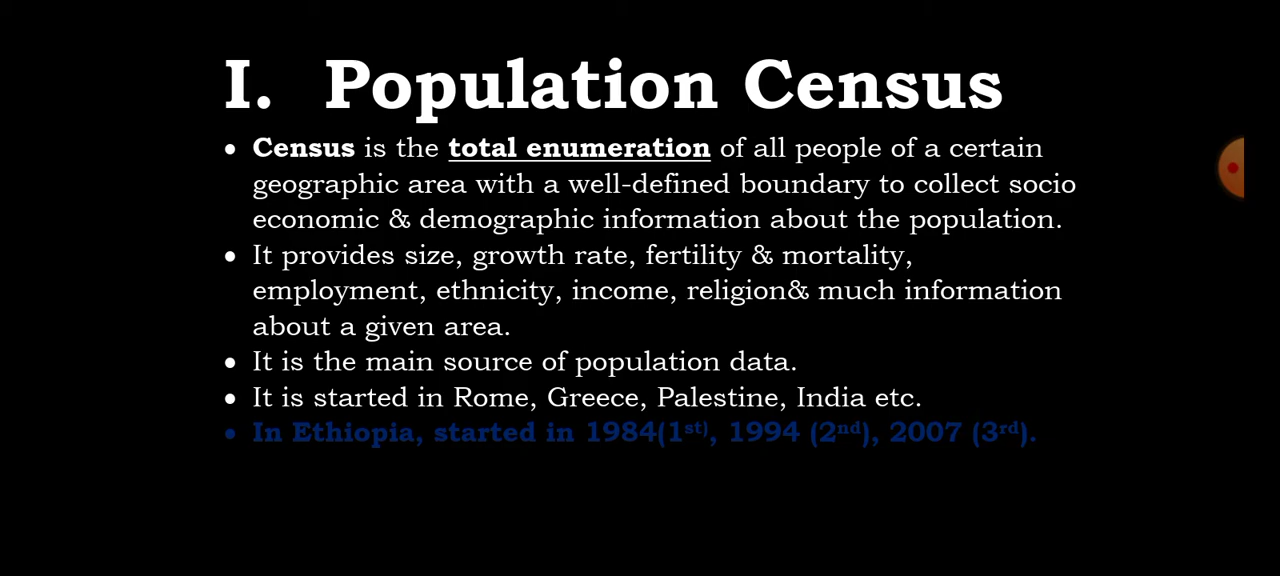 I. Population Census
• Census is the total enumeration of all people of a certain
geographic area with a well-defined boundary to collect socio
economic & demographic information about the population.
• It provides size, growth rate, fertility & mortality,
employment, ethnicity, income, religion& much information
about a given area.
• It is the main source of population data.
• It is started in Rome, Greece, Palestine, India etc.
• In Ethiopia, started in 1984(1st), 1994 (2nd), 2007 (3rd).